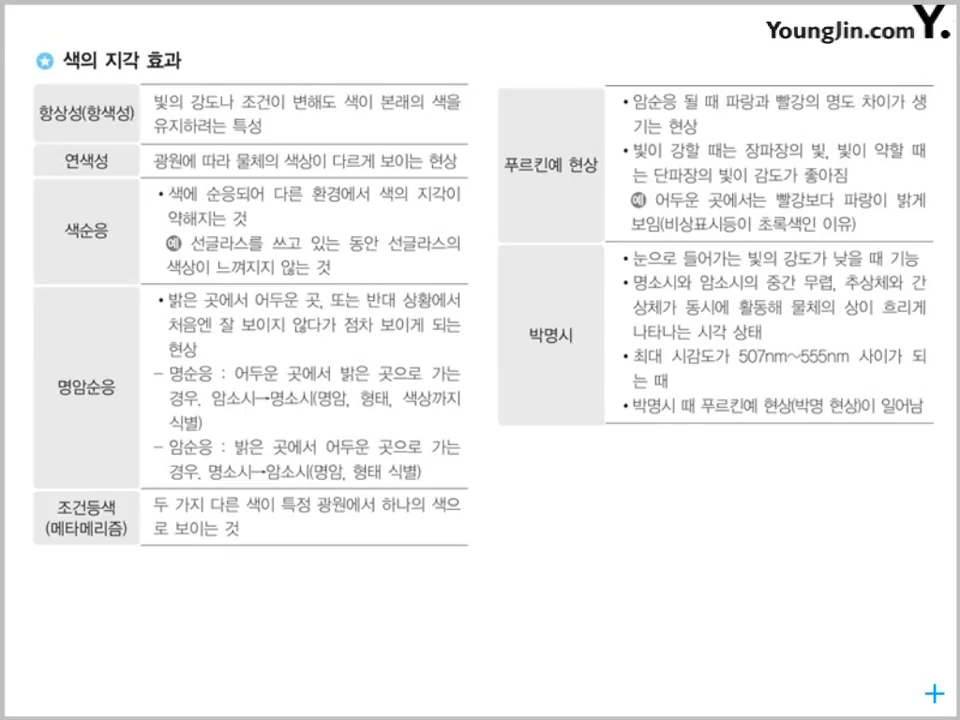 YoungJin.com Y.
색의 지각 효과
항상성(항색성)
빛의 강도나 조건이 변해도 색이 본래의 색을
유지하려는 특성
연색성
광원에 따라 물체의 색상이 다르게 보이는 현상
색순응
• 색에 순응되어 다른 환경에서 색의 지각이
약해지는 것
예 선글라스를 쓰고 있는 동안 선글라스의
색상이 느껴지지 않는 것
명암순응
• 밝은 곳에서 어두운 곳, 또는 반대 상황에서
처음엔 잘 보이지 않다가 점차 보이게 되는
현상
– 명순응 : 어두운 곳에서 밝은 곳으로 가는
경우, 암소시→명소시(명암, 형태, 색상까지
식별)
– 암순응 : 밝은 곳에서 어두운 곳으로 가는
경우, 명소시→암소시(명암, 형태 식별)
조건등색
(메타메리즘)
두 가지 다른 색이 특정 광원에서 하나의 색으
로 보이는 것
푸르킨예 현상
• 암순응 될 때 파랑과 빨강의 명도 차이가 생
기는 현상
• 빛이 강할 때는 장파장의 빛, 빛이 약할 때
는 단파장의 빛이 감도가 좋아짐
예 어두운 곳에서는 빨강보다 파랑이 밝게
보임(비상표시등이 초록색인 이유)
박명시
• 눈으로 들어가는 빛의 강도가 낮을 때 기능
• 명소시와 암소시의 중간 무렵, 추상체와 간
상체가 동시에 활동해 물체의 상이 흐리게
나타나는 시각 상태
• 최대 시감도가 507nm~555nm 사이가 되
는 때
• 박명시 때 푸르킨예 현상(박명 현상)이 일어남